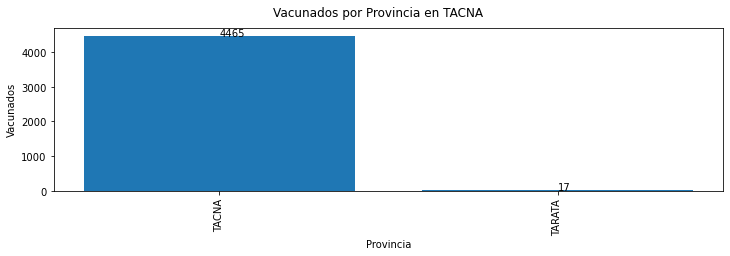 Vacunados por Provincia en TACNA
4465
4000
3000
2000
1000
0
17
Vacunados
TACNA
TARATA
Provincia